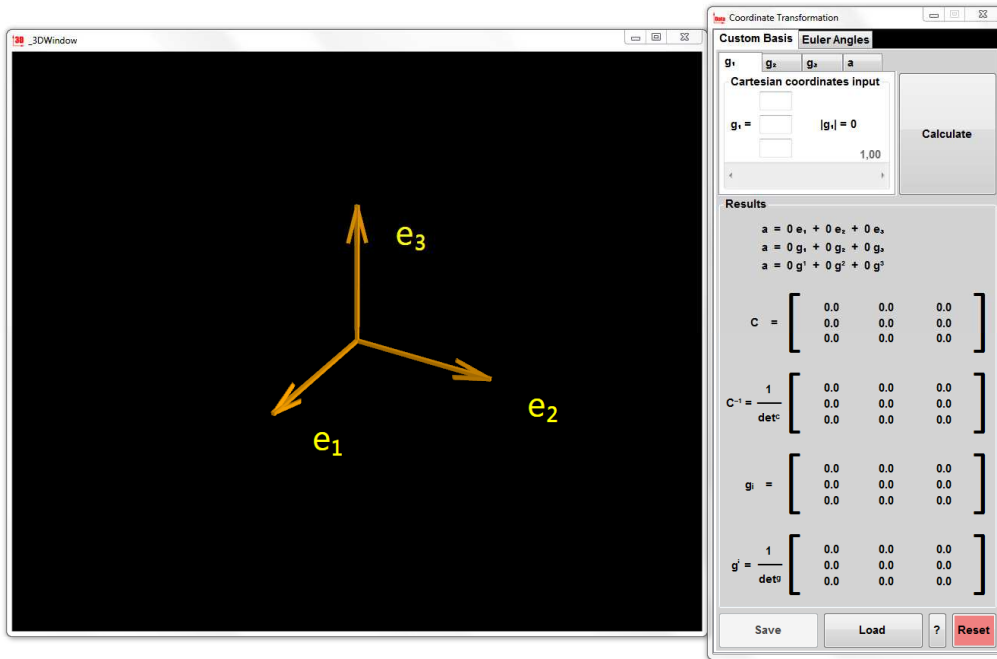 3D _3DWindow
e₃
e₂
e₁
Coordinate Transformation
Custom Basis Euler Angles
g₁ g₂ g₃ a
Cartesian coordinates input
g₁ = |g₁| = 0
1,00
Calculate
Results
a = 0 e₁ + 0 e₂ + 0 e₃
a = 0 g₁ + 0 g₂ + 0 g₃
a = 0 g¹ + 0 g² + 0 g³
0.0 0.0 0.0
C = 0.0 0.0 0.0
0.0 0.0 0.0
1 0.0 0.0 0.0
C⁻¹ = 0.0 0.0 0.0
detᶜ 0.0 0.0 0.0
0.0 0.0 0.0
gᵢ = 0.0 0.0 0.0
0.0 0.0 0.0
1 0.0 0.0 0.0
gⁱ = 0.0 0.0 0.0
detᵍ 0.0 0.0 0.0
Save Load ? Reset